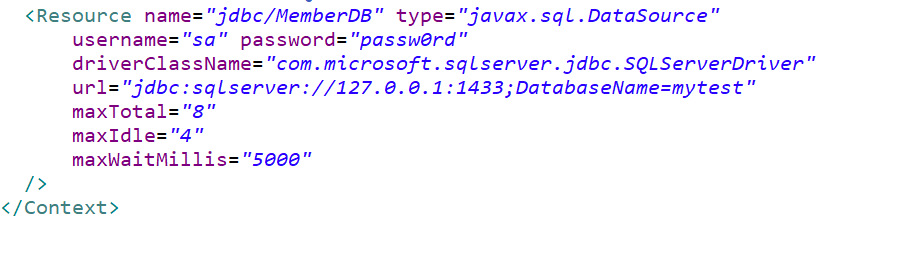 <Resource name="jdbc/MemberDB" type="javax.sql.DataSource"
username="sa" password="passw0rd"
driverClassName="com.microsoft.sqlserver.jdbc.SQLServerDriver"
url="jdbc:sqlserver://127.0.0.1:1433;DatabaseName=mytest"
maxTotal="8"
maxIdle="4"
maxWaitMillis="5000"
/>
</Context>